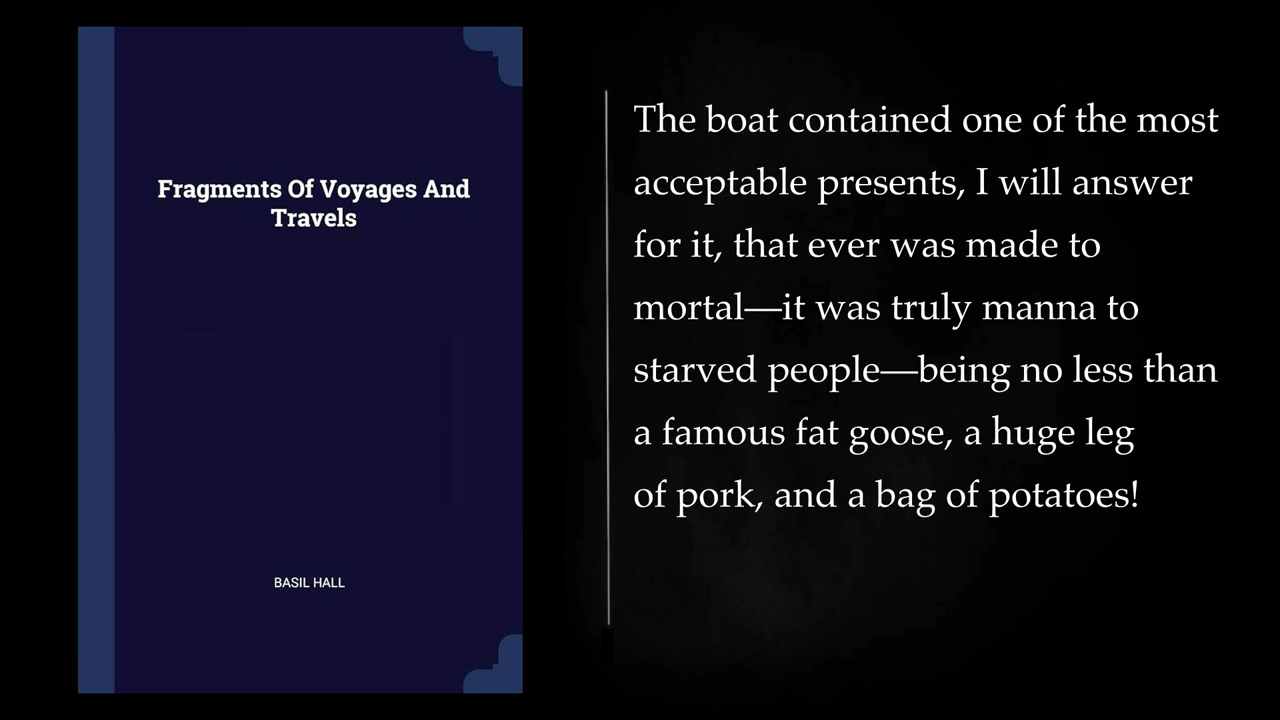 Fragments Of Voyages And
Travels
BASIL HALL
The boat contained one of the most
acceptable presents, I will answer
for it, that ever was made to
mortal—it was truly manna to
starved people—being no less than
a famous fat goose, a huge leg
of pork, and a bag of potatoes!